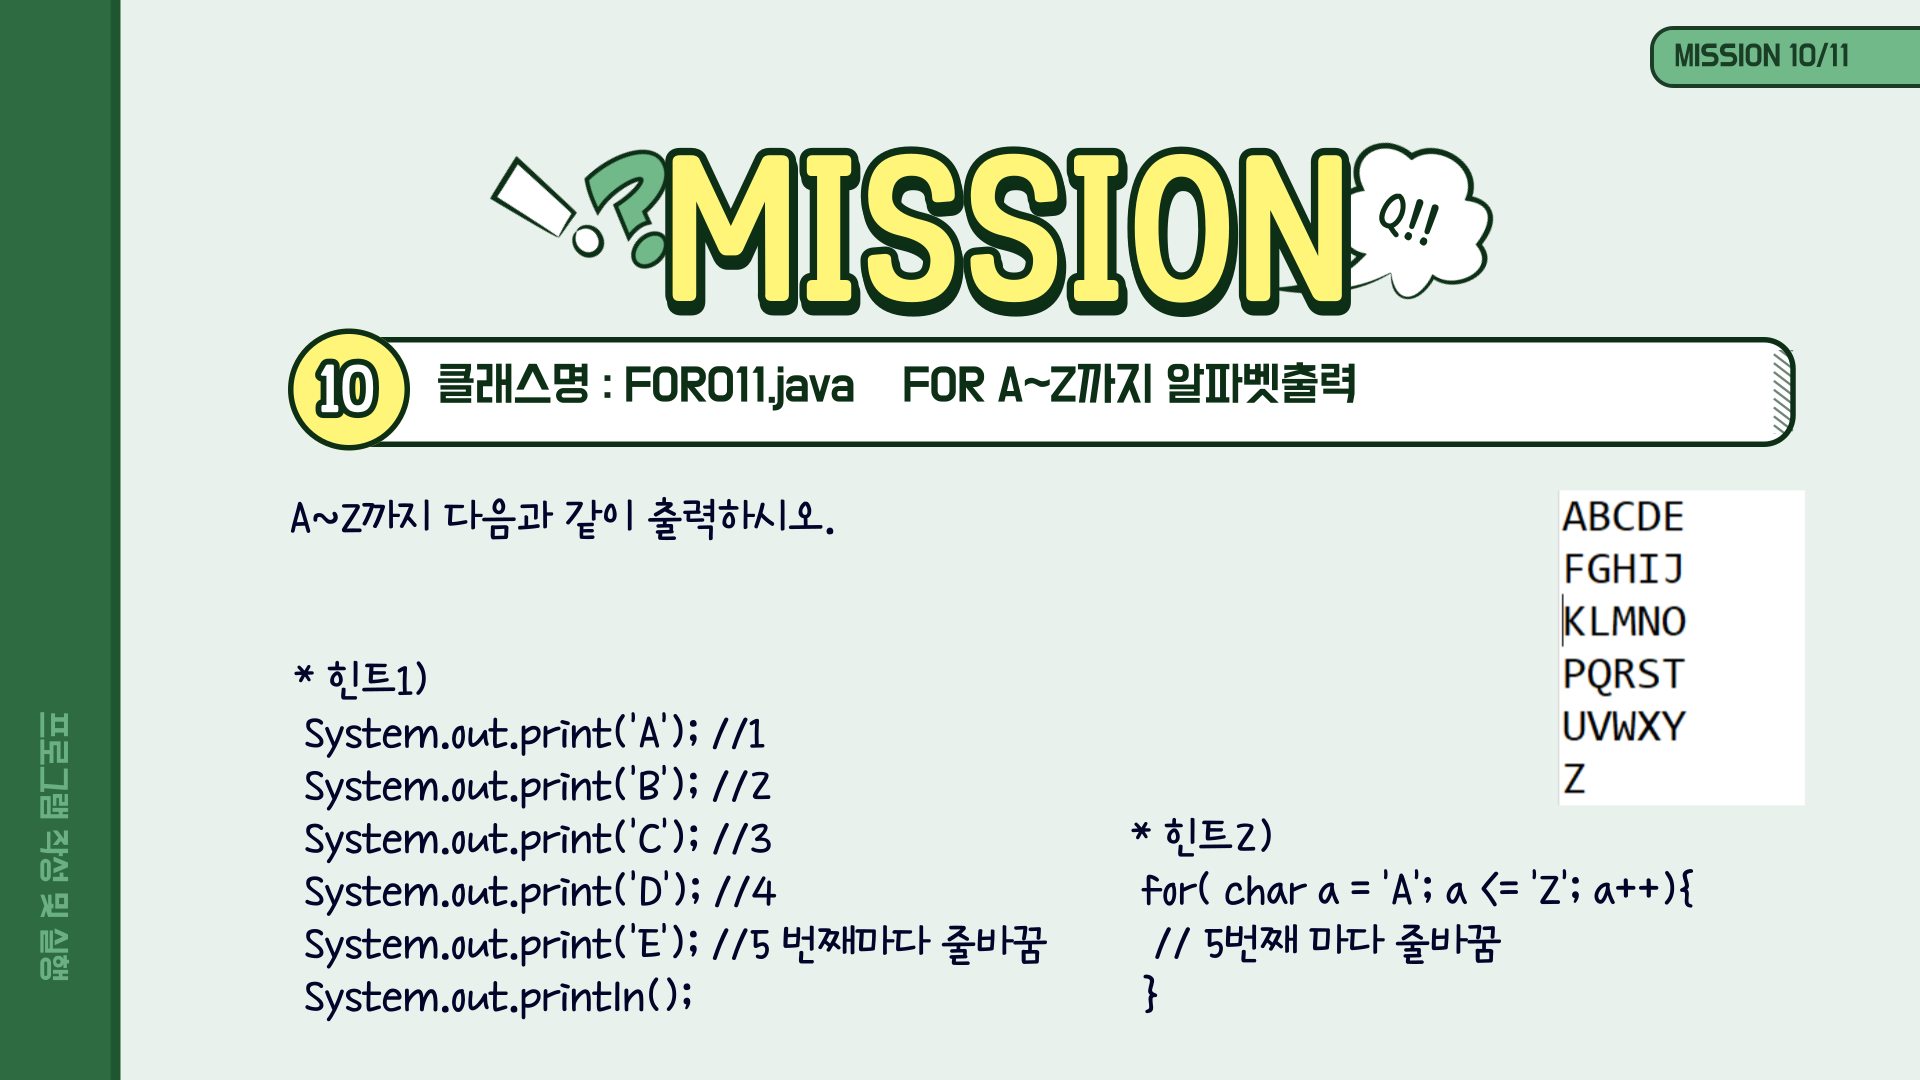 MISSION 10/11
MISSION
Q!!
10
클래스명 : FOR011.java FOR A~Z까지 알파벳출력
A~Z까지 다음과 같이 출력하시오.
ABCDE
FGHIJ
KLMNO
PQRST
UVWXY
Z
* 힌트1)
System.out.print('A'); //1
System.out.print('B'); //2
System.out.print('C'); //3
System.out.print('D'); //4
System.out.print('E'); //5 번째마다 줄바꿈
System.out.println();
* 힌트2)
for( char a = 'A'; a <= 'Z'; a++){
// 5번째 마다 줄바꿈
}
프로그램 작성 및 실행